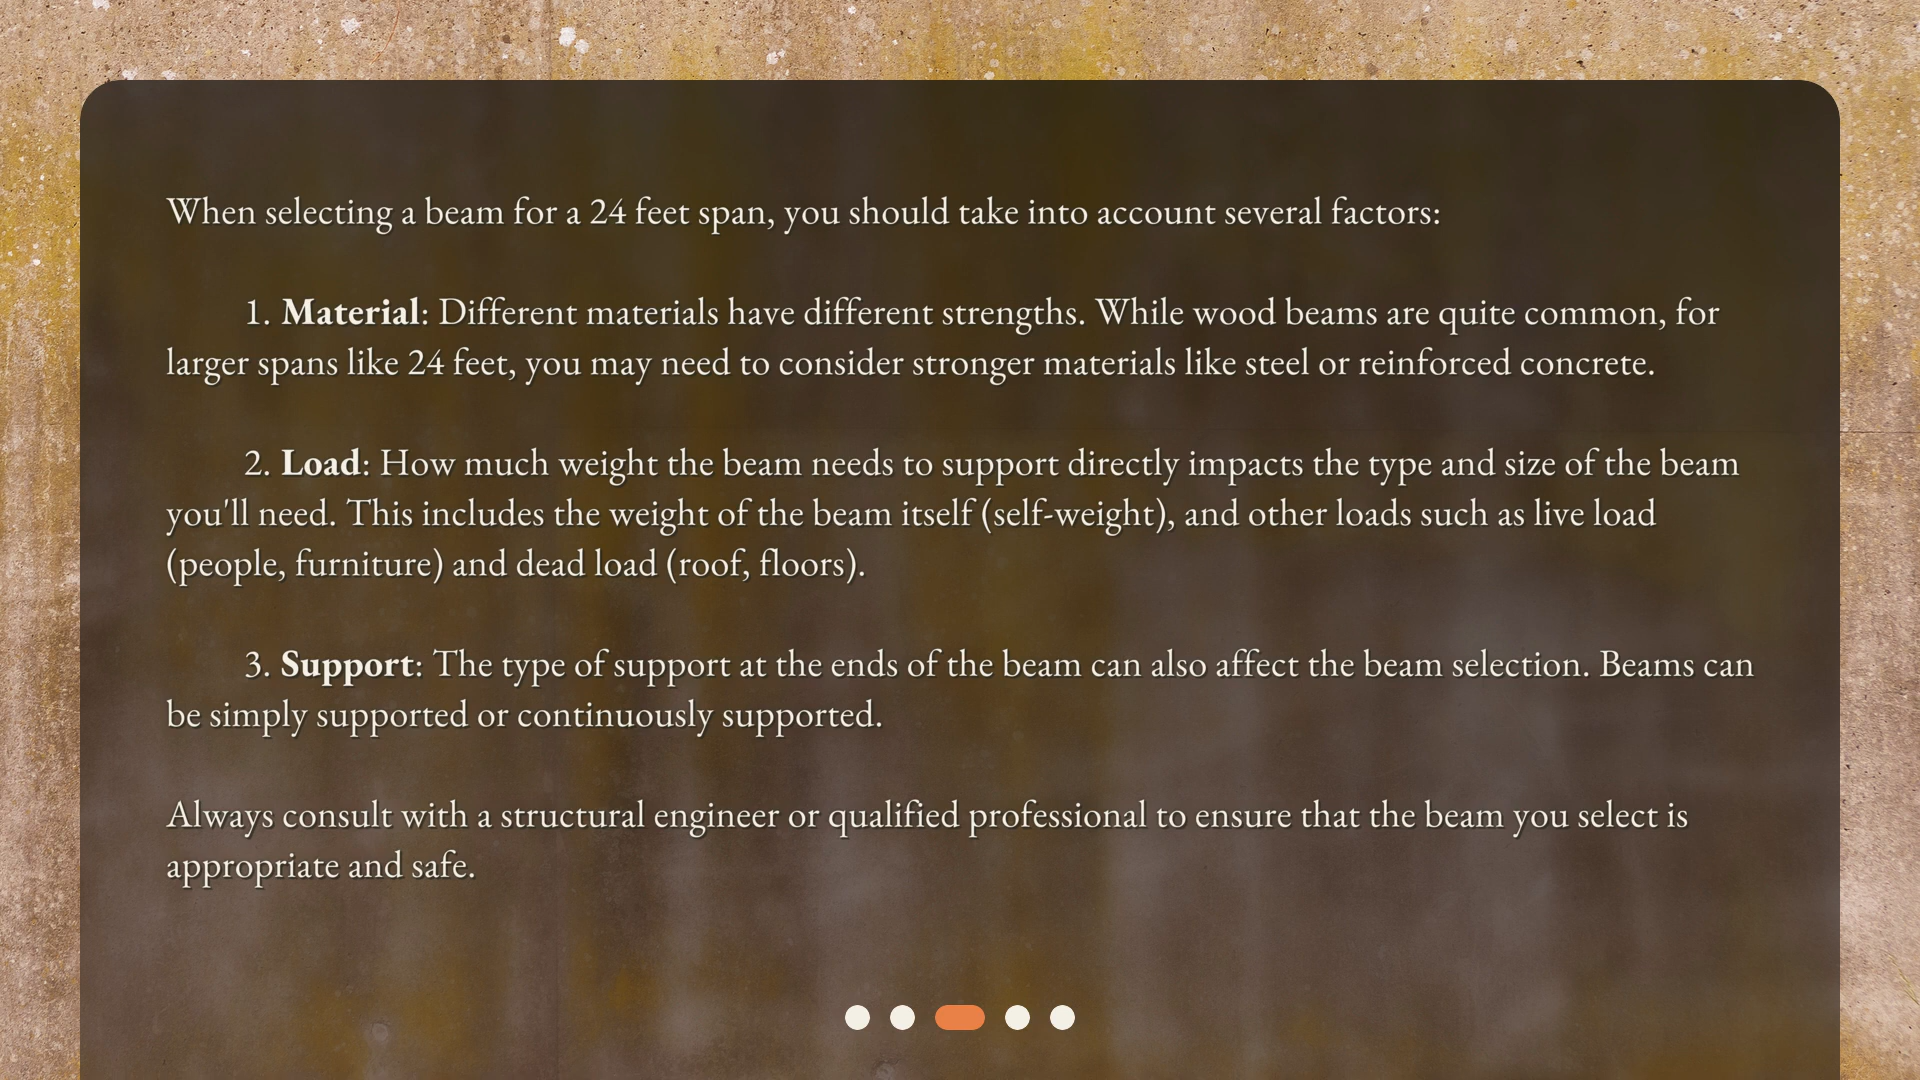 When selecting a beam for a 24 feet span, you should take into account several factors:
1. Material: Different materials have different strengths. While wood beams are quite common, for
larger spans like 24 feet, you may need to consider stronger materials like steel or reinforced concrete.
2. Load: How much weight the beam needs to support directly impacts the type and size of the beam
you'll need. This includes the weight of the beam itself (self-weight), and other loads such as live load
(people, furniture) and dead load (roof, floors).
3. Support: The type of support at the ends of the beam can also affect the beam selection. Beams can
be simply supported or continuously supported.
Always consult with a structural engineer or qualified professional to ensure that the beam you select is
appropriate and safe.